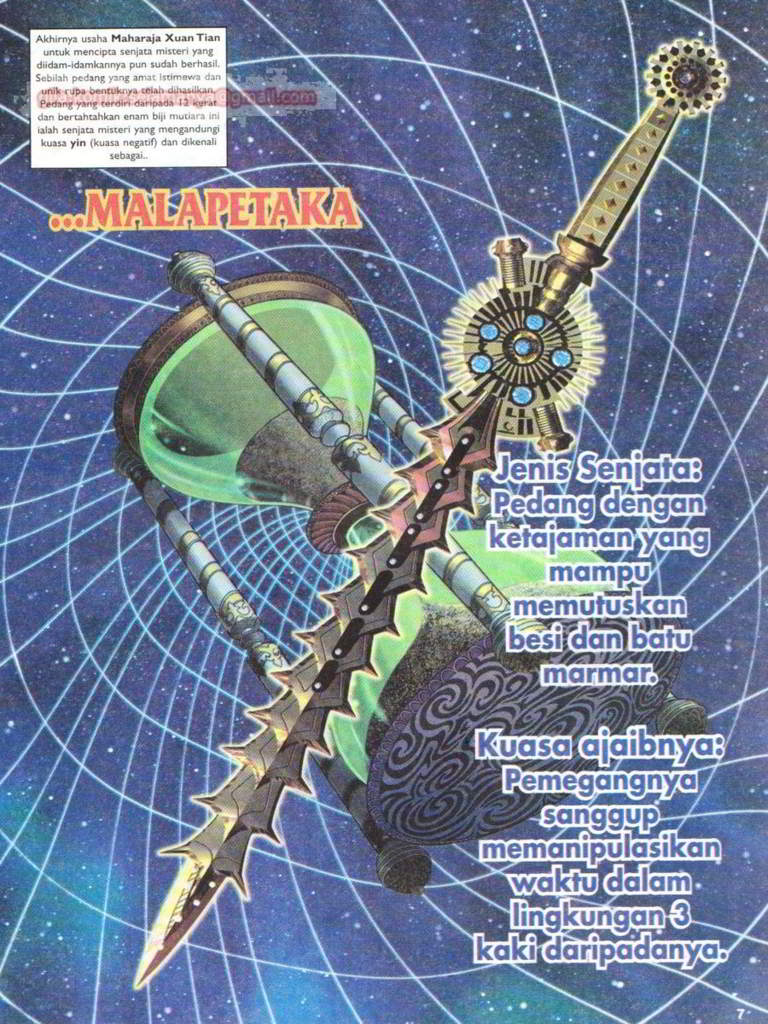 Akhirnya usaha Maharaja Xuan Tian
untuk mencipta senjata misteri yang
diidam-idamkannya pun sudah berhasil.
Sebilah pedang yang amat istimewa dan
unik rupa bentuknya telah dihasilkan.
Pedang yang terdiri daripada 12 kerat
dan bertahtahkan enam biji mutiara ini
ialah senjata misteri yang mengandungi
kuasa yin (kuasa negatif) dan dikenali
sebagai..
@gmail.com
...MALAPETAKA
Jenis Senjata:
Pedang dengan
ketajaman yang
mampu
memutuskan
besi dan batu
marmar.
Kuasa ajaibnya:
Pemegangnya
sanggup
memanipulasikan
waktu dalam
lingkungan 3
kaki daripadanya.
7